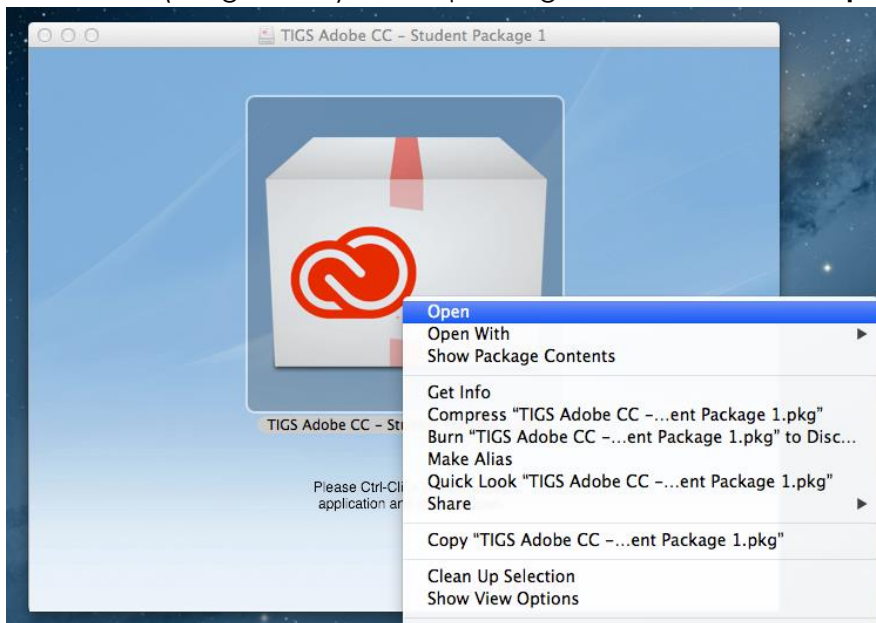 TIGS Adobe CC – Student Package 1
Open
Open With
Show Package Contents
Get Info
Compress “TIGS Adobe CC –…ent Package 1.pkg”
Burn “TIGS Adobe CC –…ent Package 1.pkg” to Disc…
Make Alias
Quick Look “TIGS Adobe CC –…ent Package 1.pkg”
Share
Copy “TIGS Adobe CC –…ent Package 1.pkg”
Clean Up Selection
Show View Options
TIGS Adobe CC – St
Please Ctrl-Cli
application